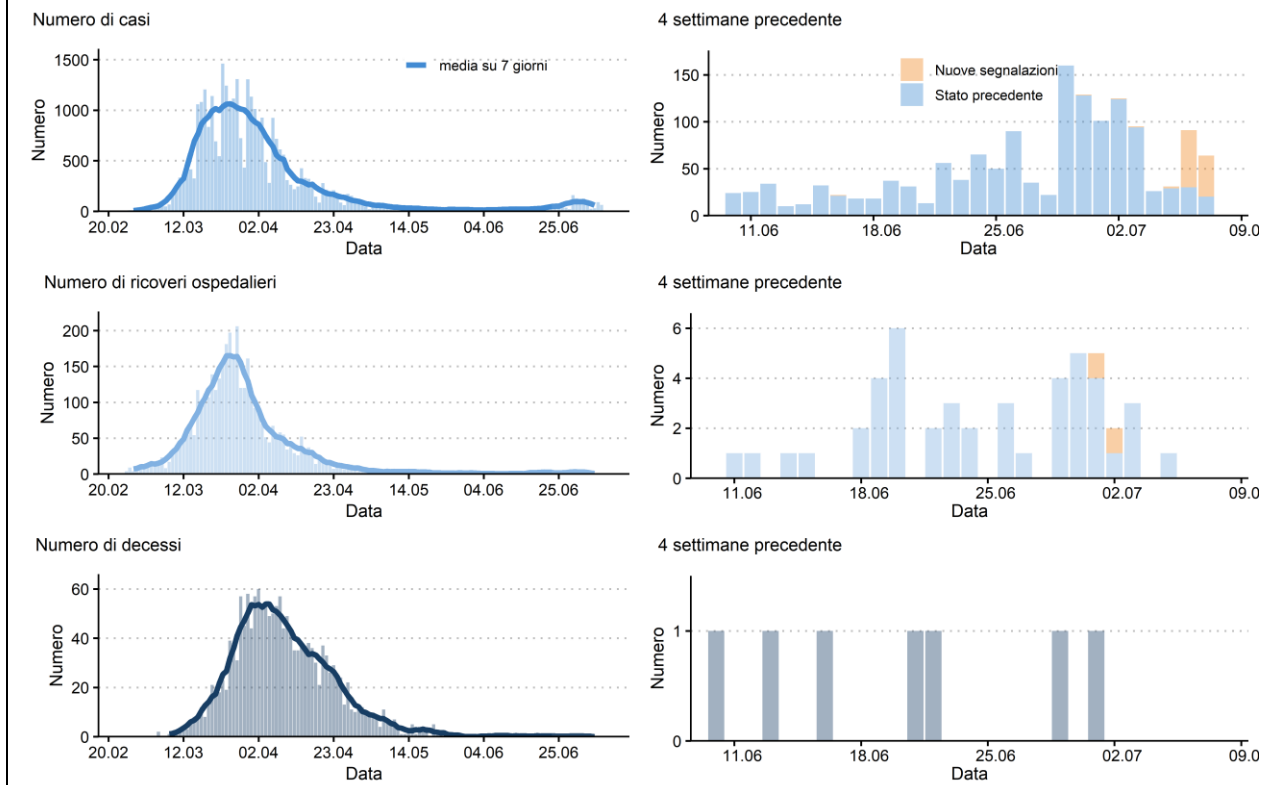 Numero di casi
1500
1000
500
0
Numero
media su 7 giorni
20.02 12.03 02.04 23.04 14.05 04.06 25.06
Data
4 settimane precedente
150
100
50
0
Numero
Nuove segnalazioni
Stato precedente
11.06 18.06 25.06 02.07 09.0
Data
Numero di ricoveri ospedalieri
200
150
100
50
0
Numero
20.02 12.03 02.04 23.04 14.05 04.06 25.06
Data
4 settimane precedente
6
4
2
0
Numero
11.06 18.06 25.06 02.07 09.0
Data
Numero di decessi
60
40
20
0
Numero
20.02 12.03 02.04 23.04 14.05 04.06 25.06
Data
4 settimane precedente
1
0
Numero
11.06 18.06 25.06 02.07 09.0
Data